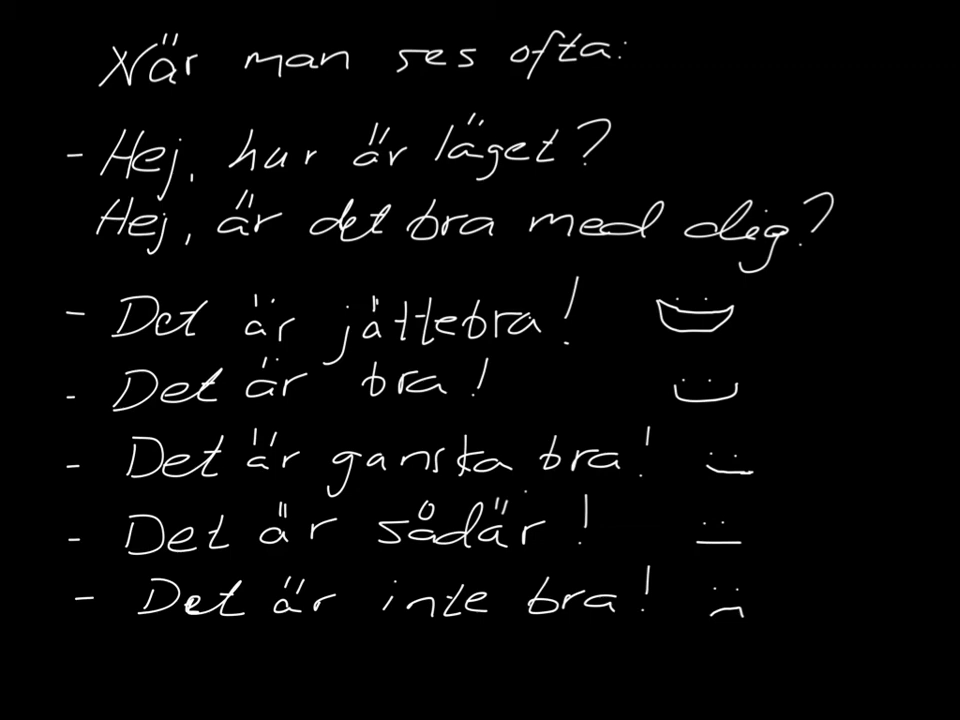 När man ses ofta:
- Hej, hur är läget?
Hej, är det bra med dig?
- Det är jättebra!
- Det är bra!
- Det är ganska bra!
- Det är sådär!
- Det är inte bra!